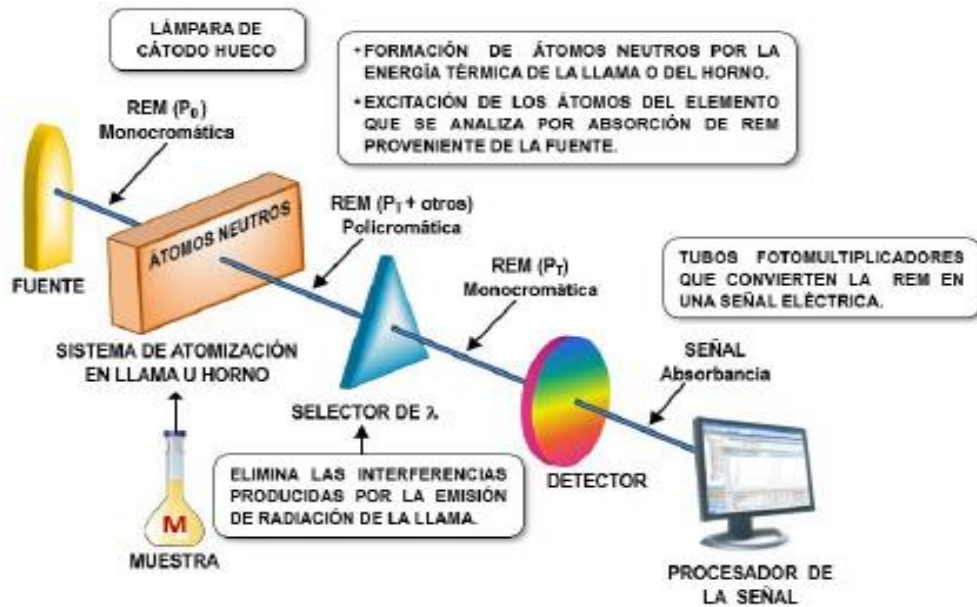 LÁMPARA DE
CÁTODO HUECO
• FORMACIÓN DE ÁTOMOS NEUTROS POR LA
ENERGÍA TÉRMICA DE LA LLAMA O DEL HORNO.
• EXCITACIÓN DE LOS ÁTOMOS DEL ELEMENTO
QUE SE ANALIZA POR ABSORCIÓN DE REM
PROVENIENTE DE LA FUENTE.
REM (P₀)
Monocromática
FUENTE
ÁTOMOS NEUTROS
REM (P_T + otros)
Policromática
REM (P_T)
Monocromática
TUBOS FOTOMULTIPLICADORES
QUE CONVIERTEN LA REM EN
UNA SEÑAL ELÉCTRICA.
SISTEMA DE ATOMIZACIÓN
EN LLAMA U HORNO
SEÑAL
Absorbancia
SELECTOR DE λ
ELIMINA LAS INTERFERENCIAS
PRODUCIDAS POR LA EMISIÓN
DE RADIACIÓN DE LA LLAMA.
DETECTOR
M
MUESTRA
PROCESADOR DE
LA SEÑAL